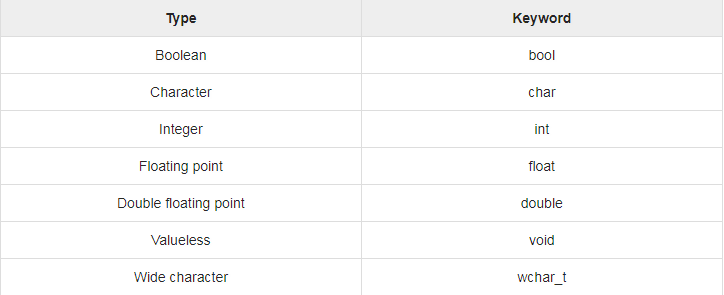 Type Keyword
Boolean bool
Character char
Integer int
Floating point float
Double floating point double
Valueless void
Wide character wchar_t